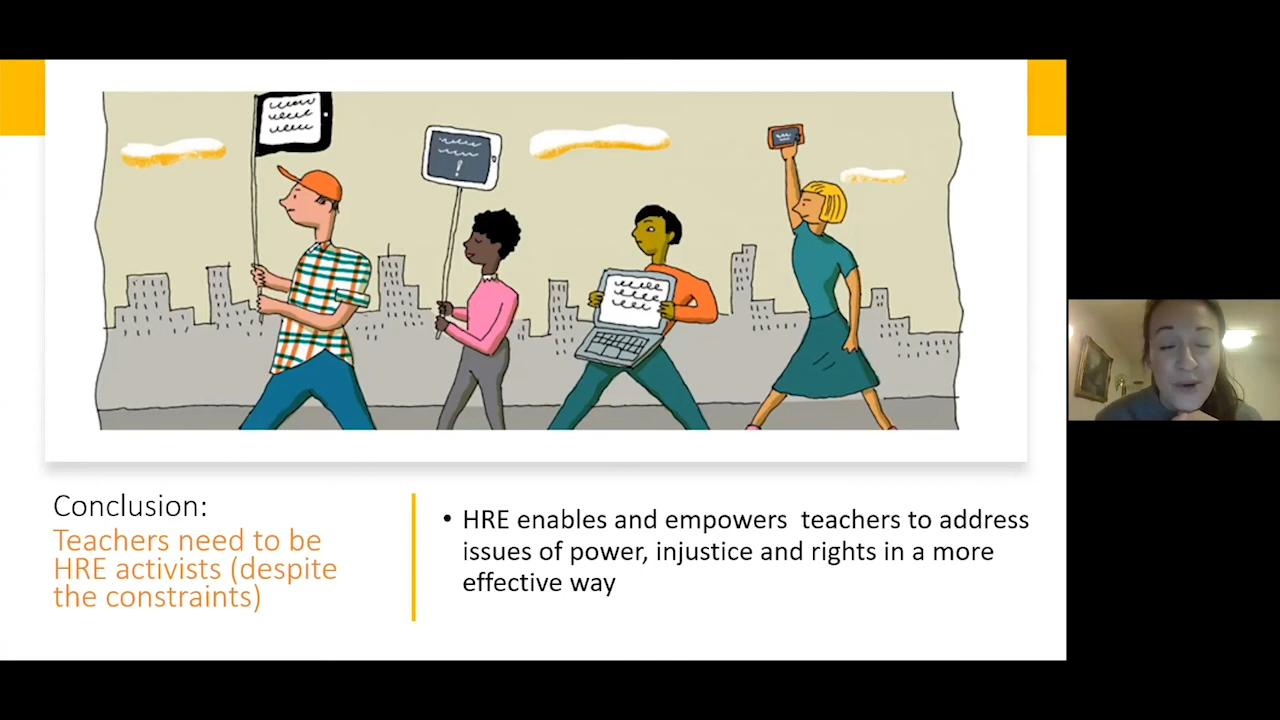 Conclusion:
Teachers need to be
HRE activists (despite
the constraints)
• HRE enables and empowers  teachers to address
issues of power, injustice and rights in a more
effective way